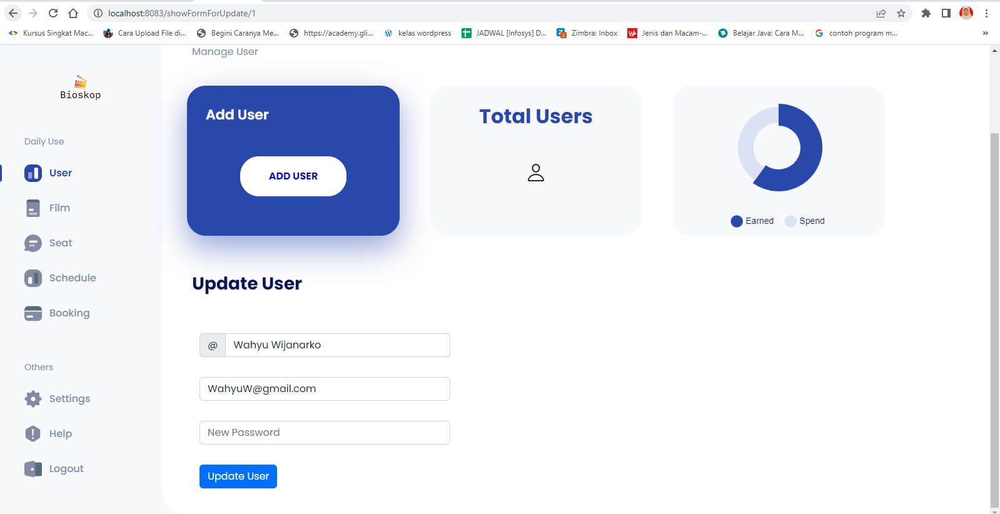 localhost:8083/showFormForUpdate/1
Kursus Singkat Mac...
Cara Upload File di...
Begini Caranya Me...
https://academy.gli...
kelas wordpress
JADWAL [Infosys] D...
Zimbra: Inbox
Jenis dan Macam-...
Belajar Java: Cara M...
contoh program m...
»
Bioskop
Daily Use
User
Film
Seat
Schedule
Booking
Others
Settings
Help
Logout
Manage User
Add User
ADD USER
Total Users
Earned
Spend
Update User
@ Wahyu Wijanarko
WahyuW@gmail.com
New Password
Update User